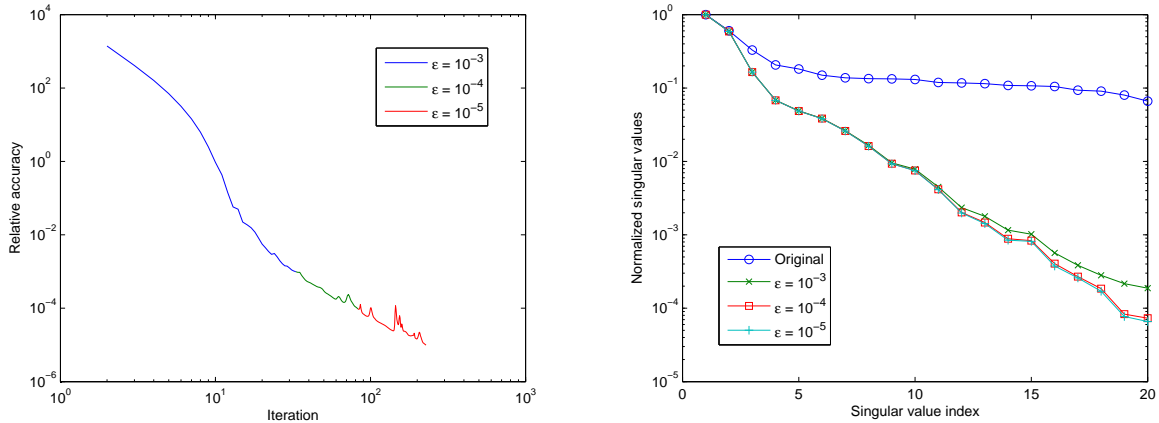 10^2
10^0
10^−2
10^−4
10^−6
Relative accuracy
10^0
10^1
10^2
10^3
Iteration
ε = 10^−3
ε = 10^−4
ε = 10^−5
10^0
10^−1
10^−2
10^−3
10^−4
10^−5
Normalized singular values
0
5
10
15
20
Singular value index
Original
ε = 10^−3
ε = 10^−4
ε = 10^−5